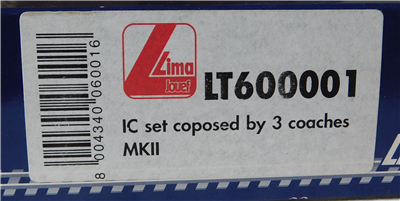 Lima
Jouef
LT600001
IC set coposed by 3 coaches
MKII
8 004340 060016